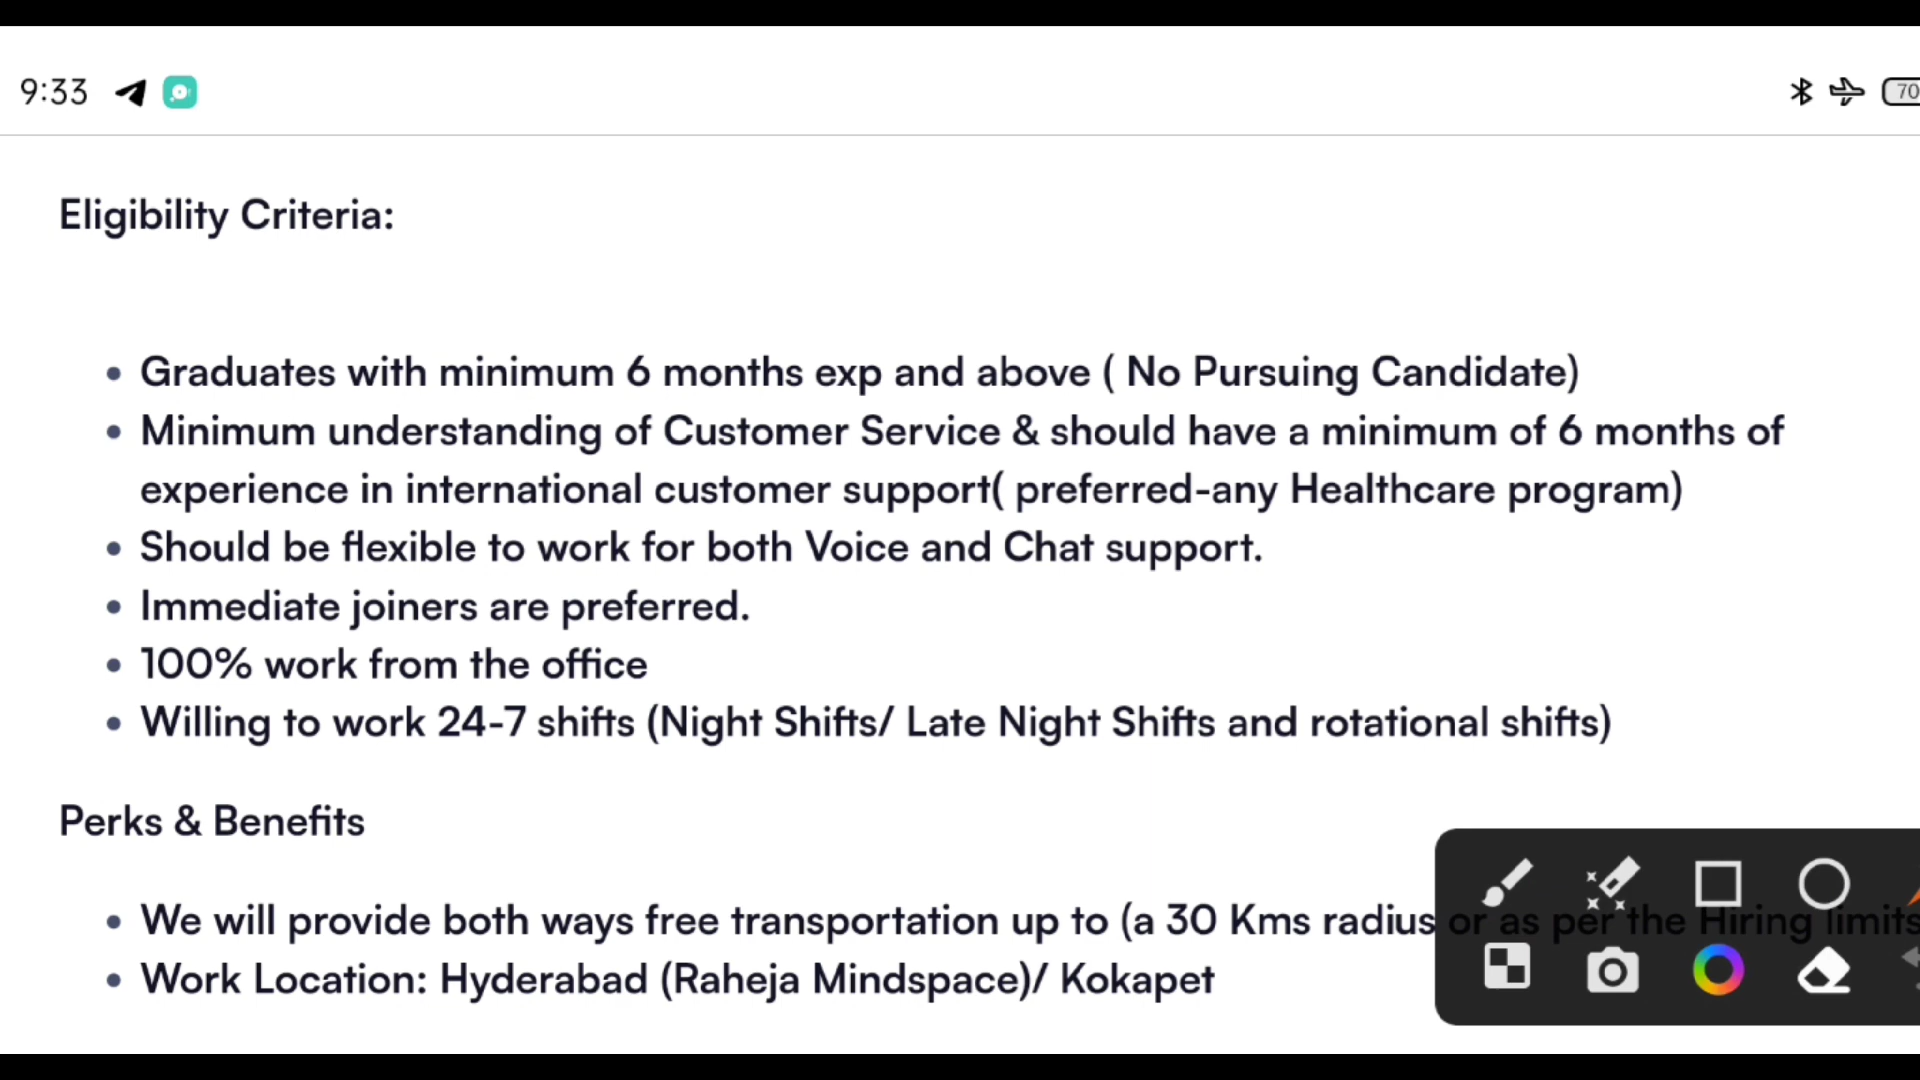 9:33
70
Eligibility Criteria:
• Graduates with minimum 6 months exp and above ( No Pursuing Candidate)
• Minimum understanding of Customer Service & should have a minimum of 6 months of
experience in international customer support( preferred-any Healthcare program)
• Should be flexible to work for both Voice and Chat support.
• Immediate joiners are preferred.
• 100% work from the office
• Willing to work 24-7 shifts (Night Shifts/ Late Night Shifts and rotational shifts)
Perks & Benefits
• We will provide both ways free transportation up to (a 30 Kms radius or as per the Hiring limits
• Work Location: Hyderabad (Raheja Mindspace)/ Kokapet